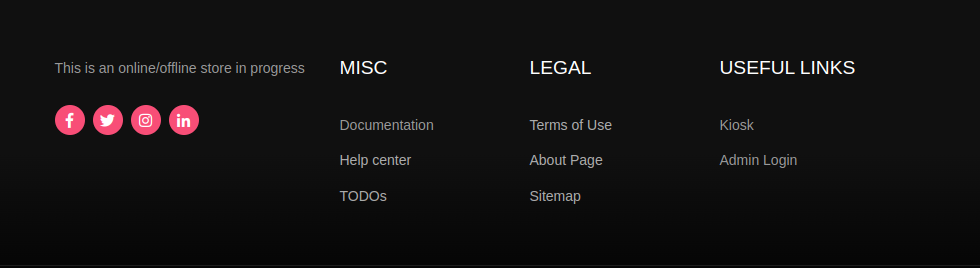 This is an online/offline store in progress
MISC
Documentation
Help center
TODOs
LEGAL
Terms of Use
About Page
Sitemap
USEFUL LINKS
Kiosk
Admin Login